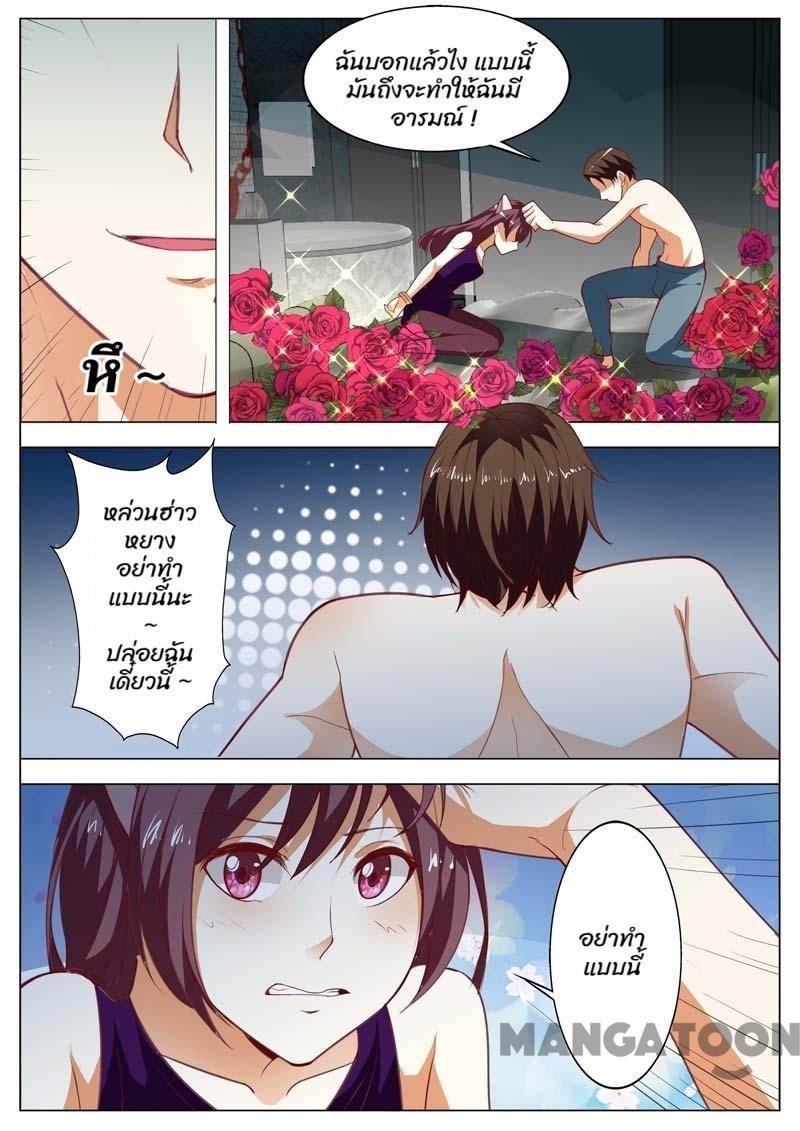 ฉันบอกแล้วไง แบบนี้
มันถึงจะทำให้ฉันมี
อารมณ์ !
หึ ~
หล่วนฮ่าว
หยาง
อย่าทำ
แบบนี้นะ
~
ปล่อยฉัน
เดี๋ยวนี้ ~
อย่าทำ
แบบนี้
MANGATOON